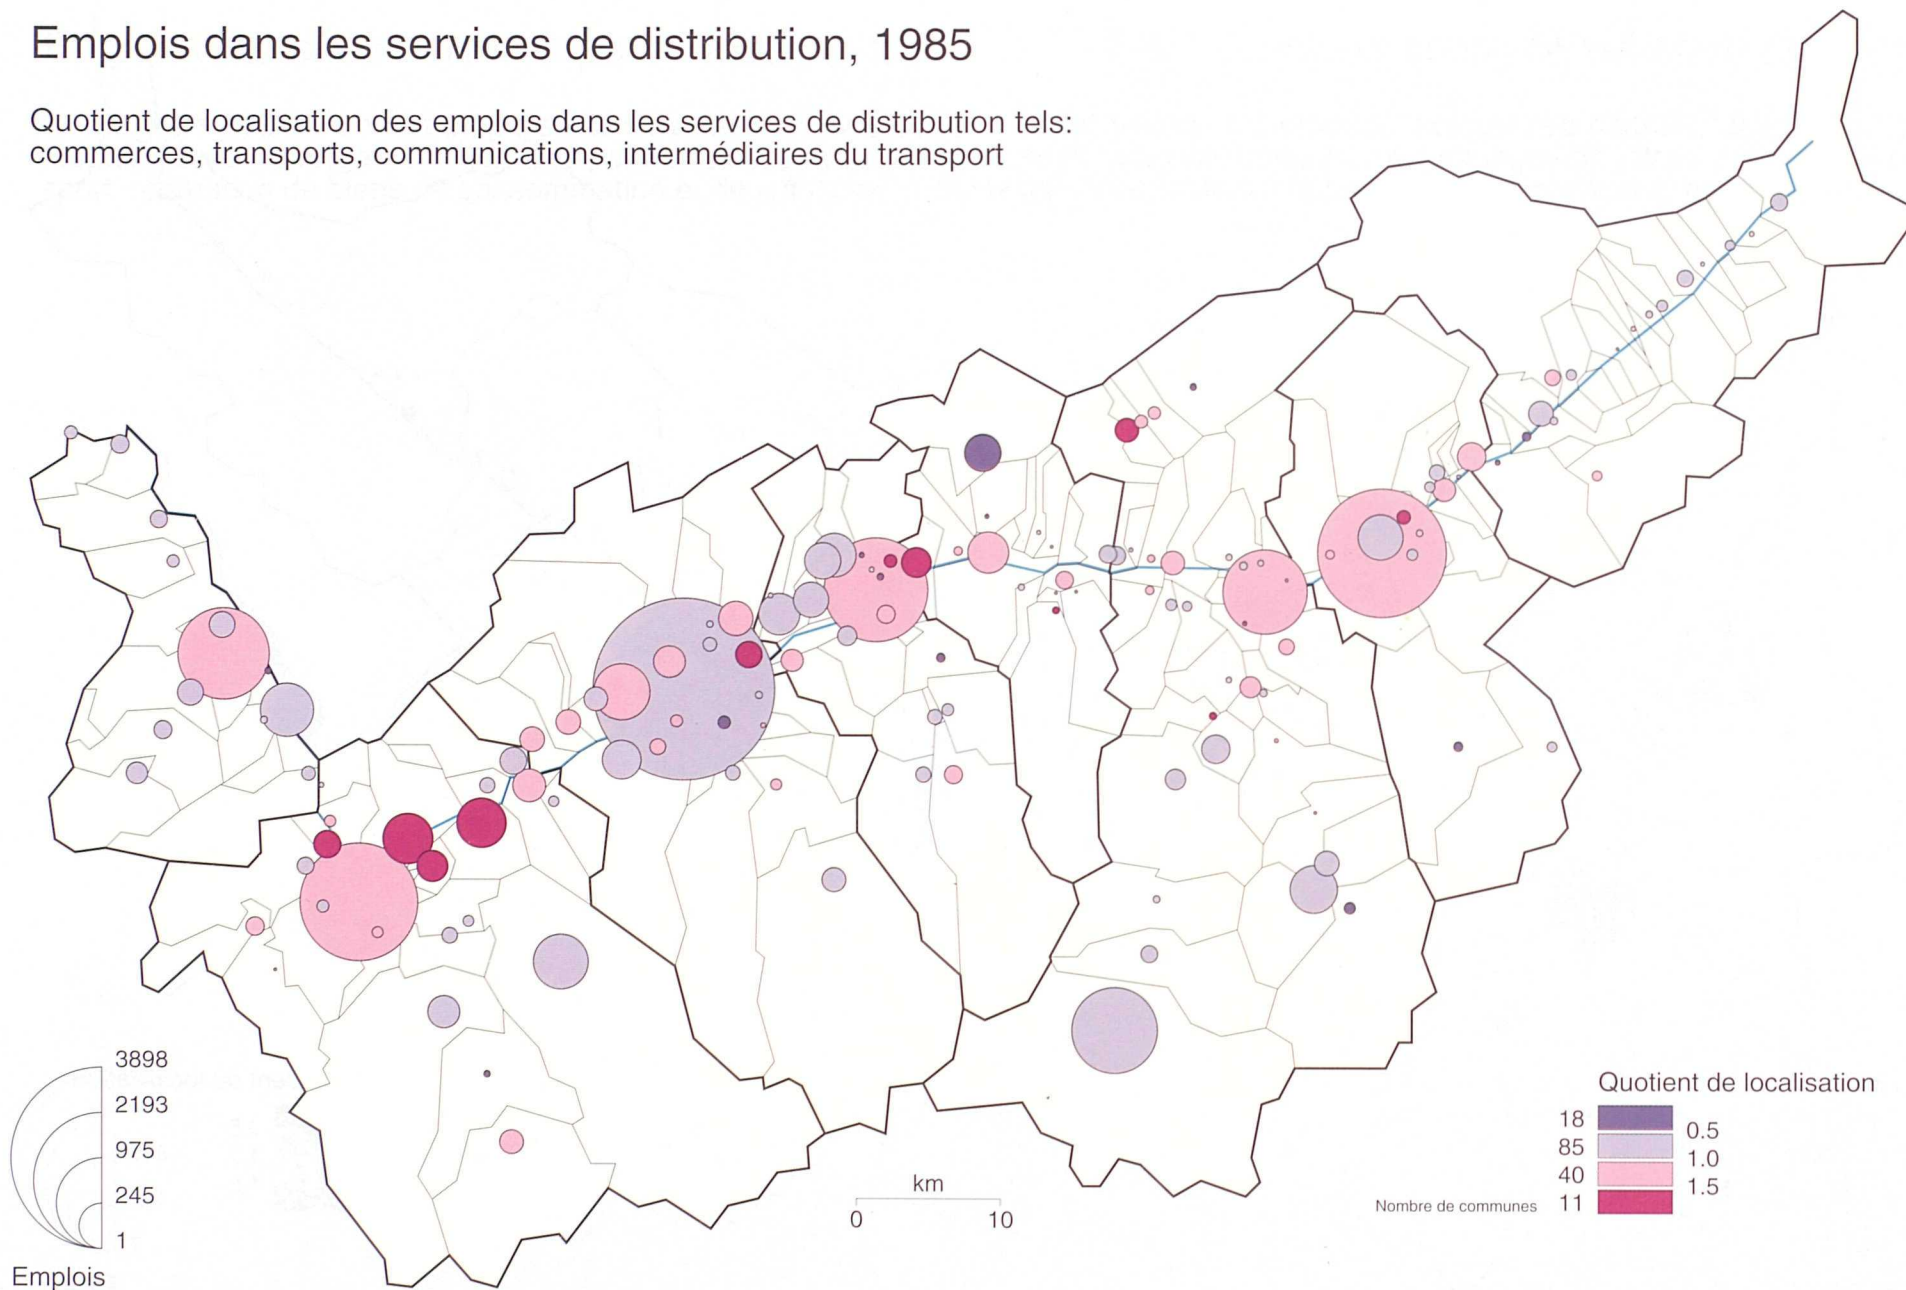 Emplois dans les services de distribution, 1985
Quotient de localisation des emplois dans les services de distribution tels:
commerces, transports, communications, intermédiaires du transport
3898
2193
975
245
1
Emplois
km
0 10
Quotient de localisation
18
0.5
85
1.0
40
1.5
Nombre de communes 11